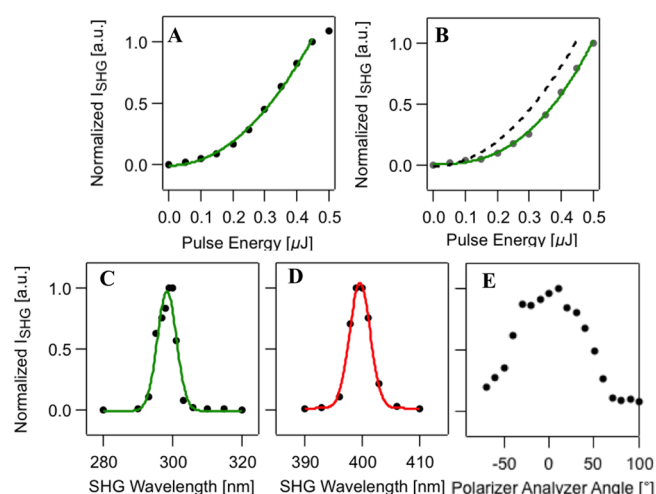 A
B
Normalized I_SHG [a.u.]
1.0
0.5
0.0
0.0 0.1 0.2 0.3 0.4 0.5
Pulse Energy [µJ]
Normalized I_SHG [a.u.]
1.0
0.5
0.0
0.0 0.1 0.2 0.3 0.4 0.5
Pulse Energy [µJ]
C
D
E
Normalized I_SHG [a.u.]
1.0
0.5
0.0
280 300 320
SHG Wavelength [nm]
390 400 410
SHG Wavelength [nm]
-50 0 50 100
Polarizer Analyzer Angle [°]